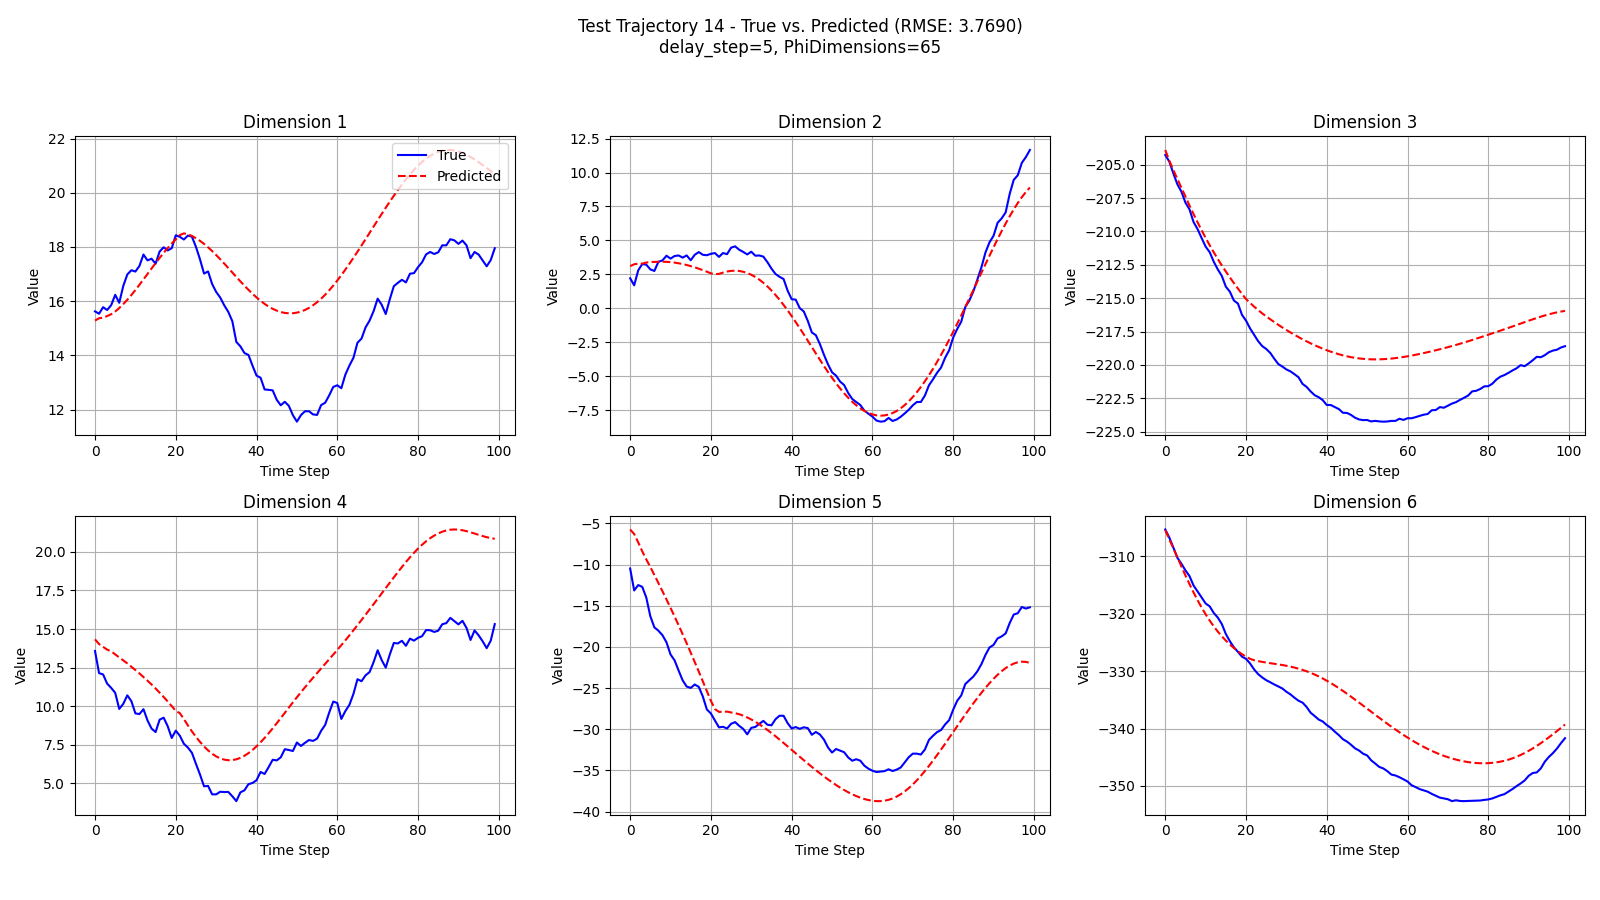 Test Trajectory 14 - True vs. Predicted (RMSE: 3.7690)
delay_step=5, PhiDimensions=65
Dimension 1
22
20
18
16
14
12
Value
0 20 40 60 80 100
Time Step
True
Predicted
Dimension 2
12.5
10.0
7.5
5.0
2.5
0.0
−2.5
−5.0
−7.5
Value
0 20 40 60 80 100
Time Step
Dimension 3
−205.0
−207.5
−210.0
−212.5
−215.0
−217.5
−220.0
−222.5
−225.0
Value
0 20 40 60 80 100
Time Step
Dimension 4
20.0
17.5
15.0
12.5
10.0
7.5
5.0
Value
0 20 40 60 80 100
Time Step
Dimension 5
−5
−10
−15
−20
−25
−30
−35
−40
Value
0 20 40 60 80 100
Time Step
Dimension 6
−310
−320
−330
−340
−350
Value
0 20 40 60 80 100
Time Step